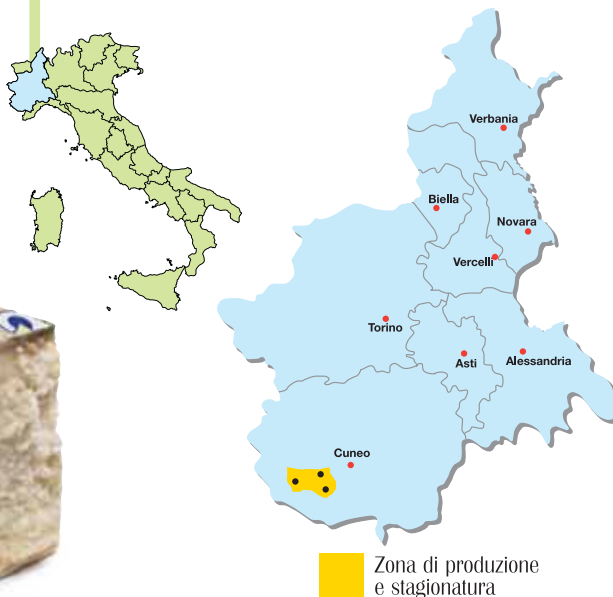 Verbania
Biella
Novara
Vercelli
Torino
Asti
Alessandria
Cuneo
Zona di produzione
e stagionatura